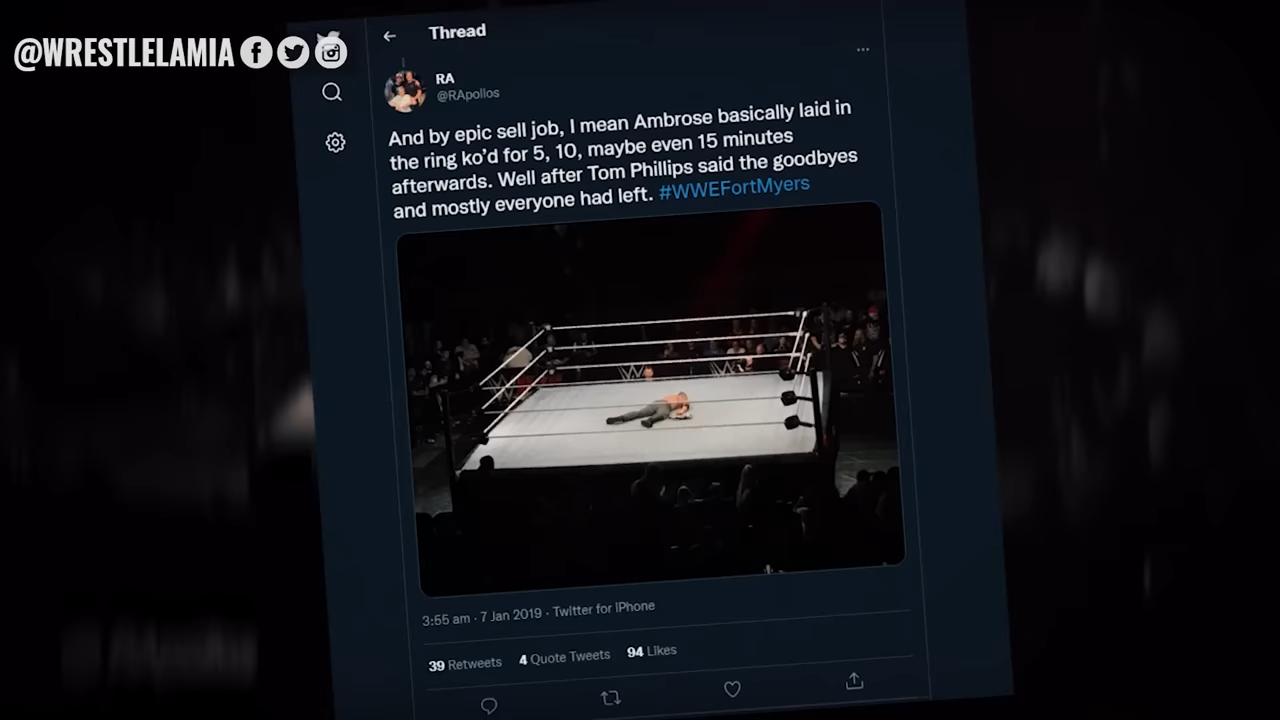 @WRESTLELAMIA
Thread
RA
@RApollos
And by epic sell job, I mean Ambrose basically laid in
the ring ko'd for 5, 10, maybe even 15 minutes
afterwards. Well after Tom Phillips said the goodbyes
and mostly everyone had left. #WWEFortMyers
3:55 am · 7 Jan 2019 · Twitter for iPhone
39 Retweets 4 Quote Tweets 94 Likes